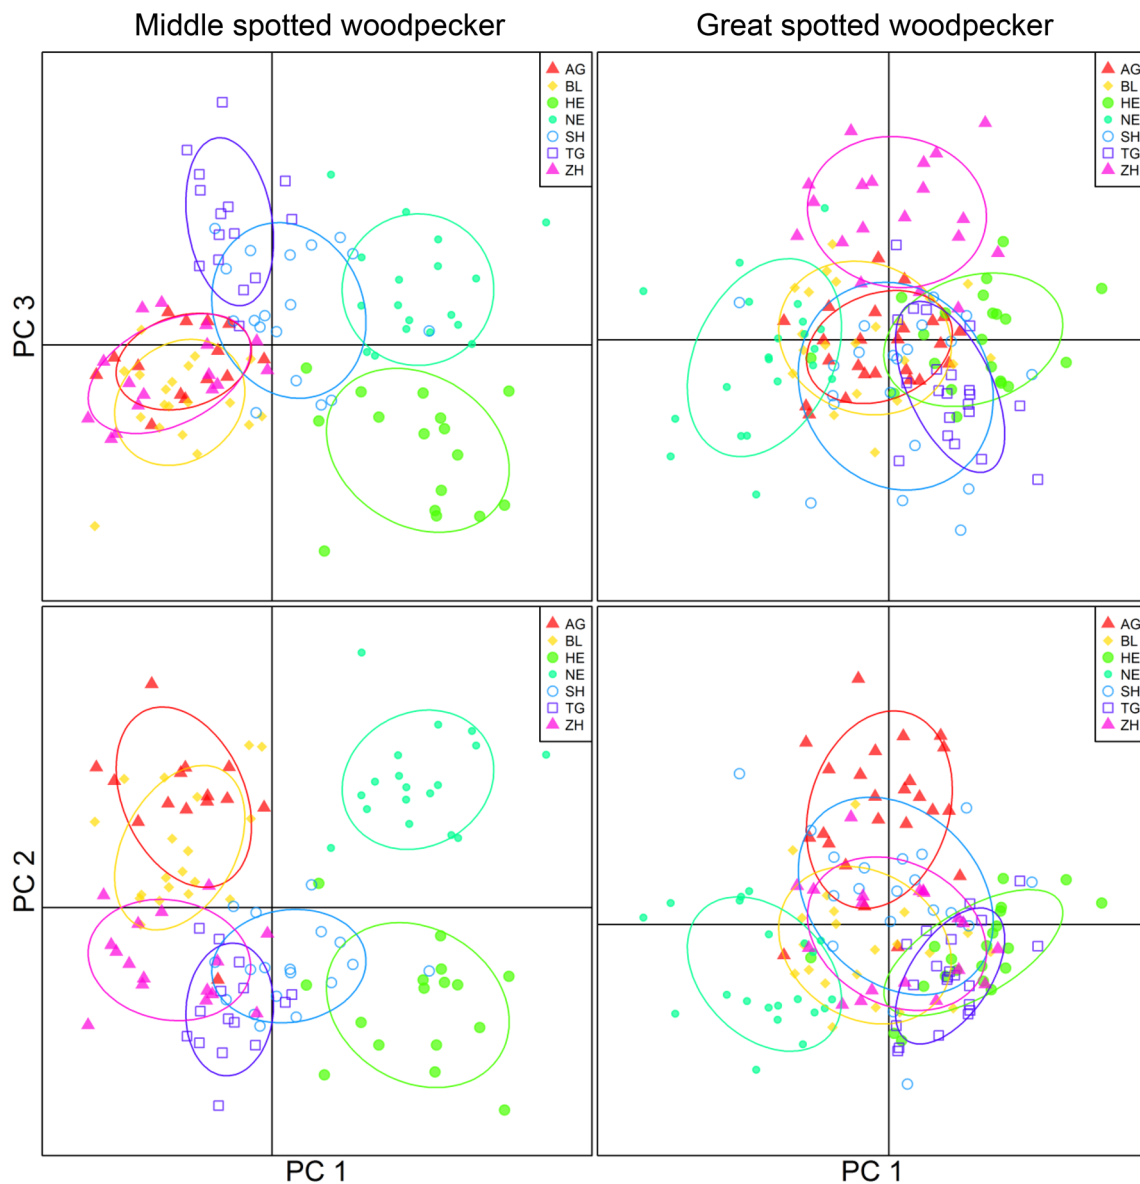 Middle spotted woodpecker
Great spotted woodpecker
AG
BL
HE
NE
SH
TG
ZH
AG
BL
HE
NE
SH
TG
ZH
PC 3
AG
BL
HE
NE
SH
TG
ZH
AG
BL
HE
NE
SH
TG
ZH
PC 2
PC 1
PC 1